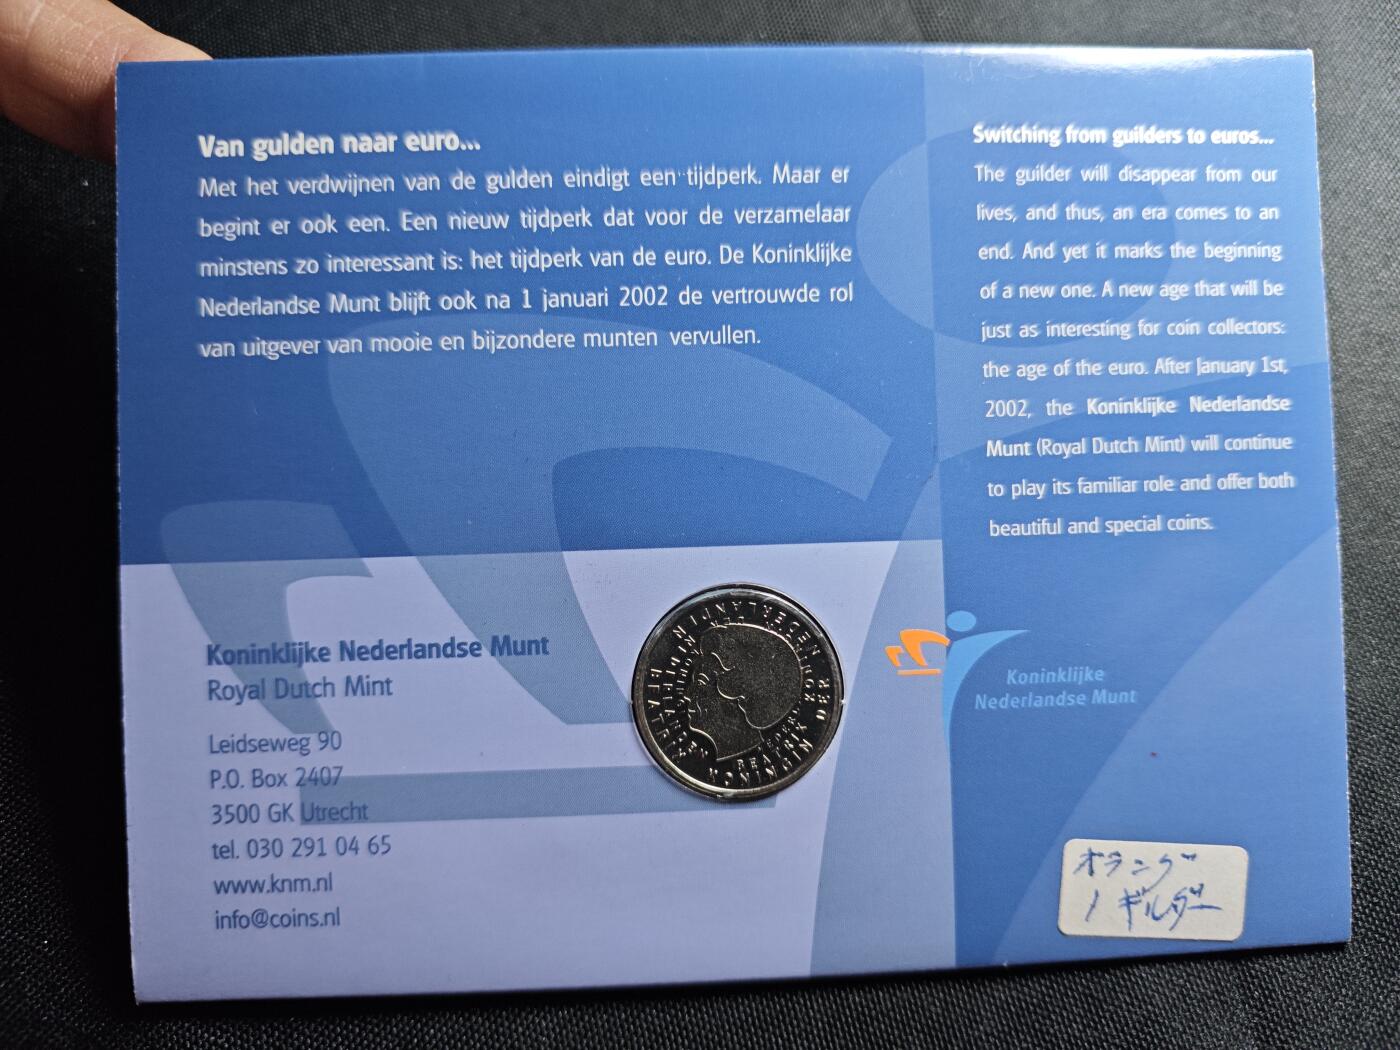 Van gulden naar euro...
Met het verdwijnen van de gulden eindigt een tijdperk. Maar er
begint er ook een. Een nieuw tijdperk dat voor de verzamelaar
minstens zo interessant is: het tijdperk van de euro. De Koninklijke
Nederlandse Munt blijft ook na 1 januari 2002 de vertrouwde rol
van uitgever van mooie en bijzondere munten vervullen.
Switching from guilders to euros...
The guilder will disappear from our
lives, and thus, an era comes to an
end. And yet it marks the beginning
of a new one. A new age that will be
just as interesting for coin collectors:
the age of the euro. After January 1st,
2002, the Koninklijke Nederlandse
Munt (Royal Dutch Mint) will continue
to play its familiar role and offer both
beautiful and special coins.
Koninklijke Nederlandse Munt
Royal Dutch Mint
Leidseweg 90
P.O. Box 2407
3500 GK Utrecht
tel. 030 291 04 65
www.knm.nl
info@coins.nl
BEATRIX
KONINGIN
DER
Koninklijke
Nederlandse Munt
オランダ
1 ギルダー